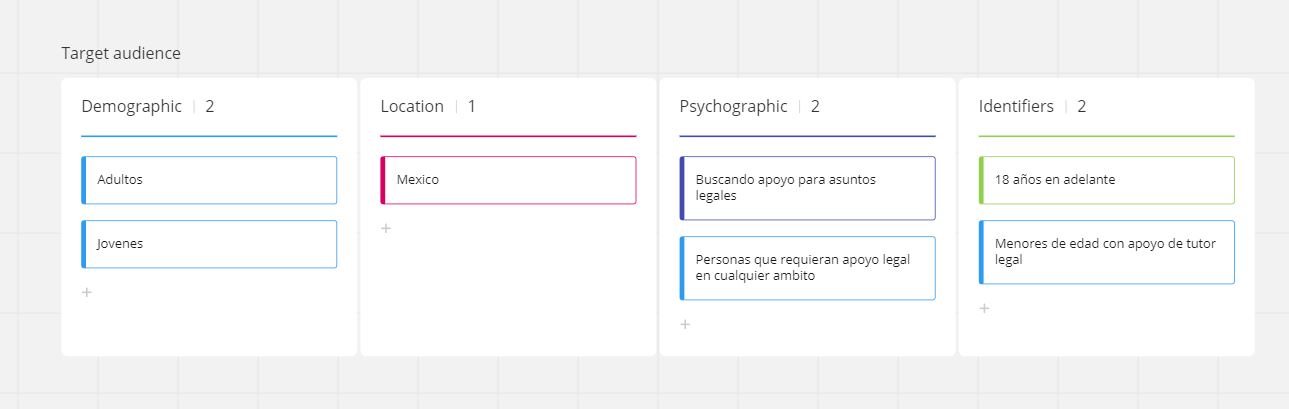 Target audience
Demographic | 2
Adultos
Jovenes
+
Location | 1
Mexico
+
Psychographic | 2
Buscando apoyo para asuntos
legales
Personas que requieran apoyo legal
en cualquier ambito
+
Identifiers | 2
18 años en adelante
Menores de edad con apoyo de tutor
legal
+